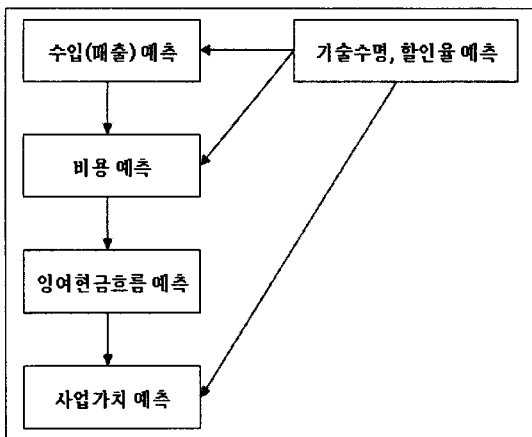 수입(매출) 예측
기술수명, 할인율 예측
비용 예측
잉여현금흐름 예측
사업가치 예측